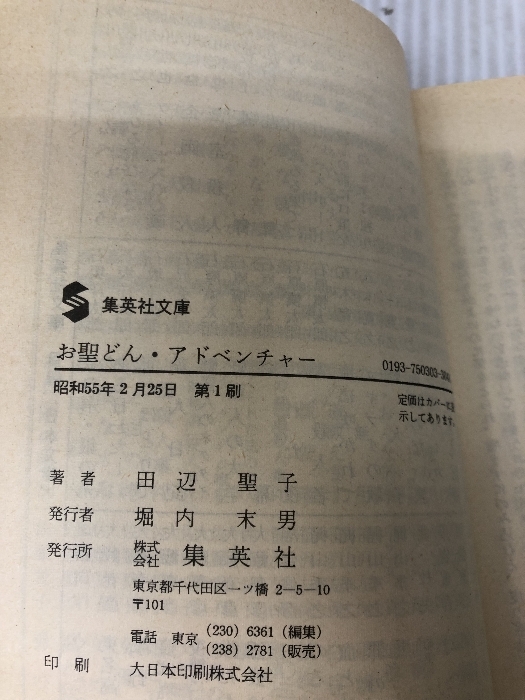 集英社文庫
お聖どん・アドベンチャー
0193-750303-
昭和55年2月25日 第1刷
定価はカバーに
示してあります。
著者 田辺聖子
発行者 堀内末男
発行所 株式会社 集英社
東京都千代田区一ツ橋 2-5-10
〒101
電話 東京 (230) 6361 (編集)
(238) 2781 (販売)
印刷 大日本印刷株式会社